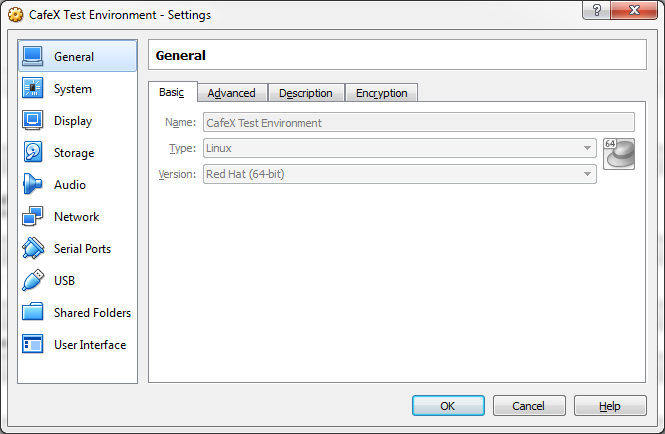 CafeX Test Environment - Settings
General
System
Display
Storage
Audio
Network
Serial Ports
USB
Shared Folders
User Interface
General
Basic Advanced Description Encryption
Name: CafeX Test Environment
Type: Linux
64
Version: Red Hat (64-bit)
OK Cancel Help